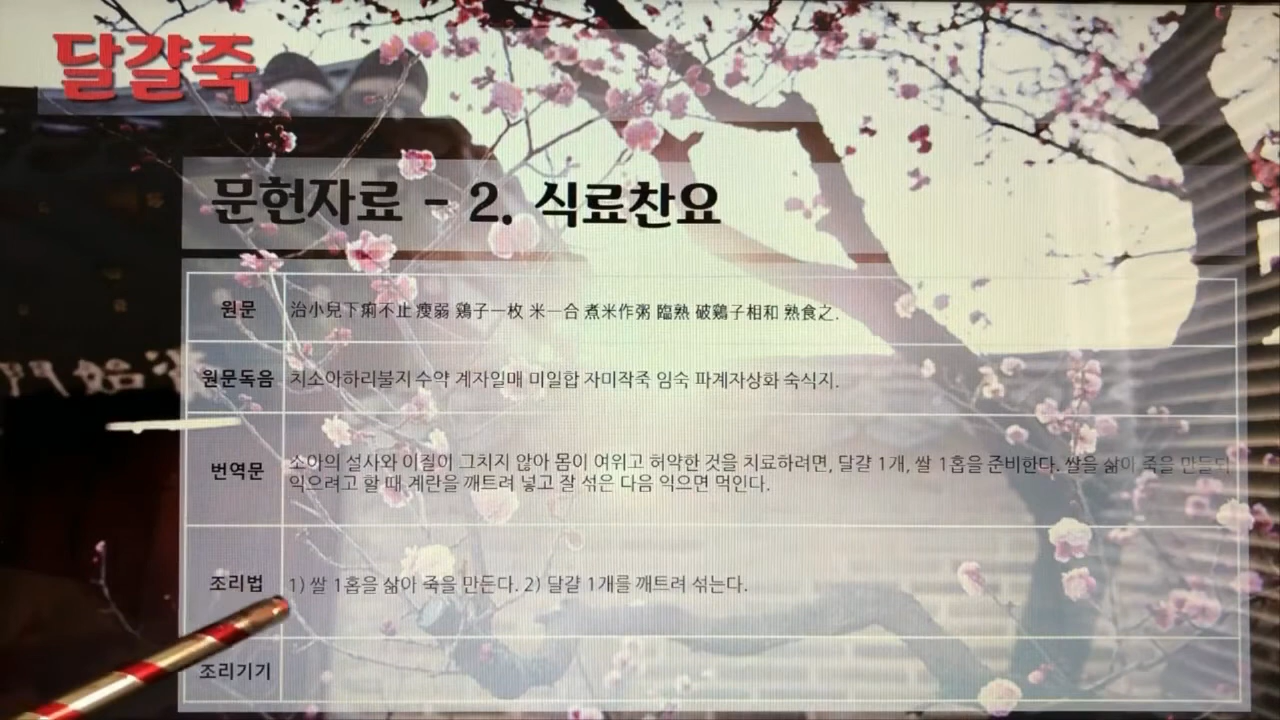 달걀죽
문헌자료 - 2. 식료찬요
원문 治小兒下痢不止 瘦弱 鷄子一枚 米一合 煮米作粥 臨熟 破鷄子相和 熟食之.
원문독음 치소아하리불지 수약 계자일매 미일합 자미작죽 임숙 파계자상화 숙식지.
번역문 소아의 설사와 이질이 그치지 않아 몸이 여위고 허약한 것을 치료하려면, 달걀 1개, 쌀 1홉을 준비한다. 쌀을 삶아 죽을 만들되
익으려고 할 때 계란을 깨트려 넣고 잘 섞은 다음 익으면 먹인다.
조리법 1) 쌀 1홉을 삶아 죽을 만든다. 2) 달걀 1개를 깨트려 섞는다.
조리기기
門始